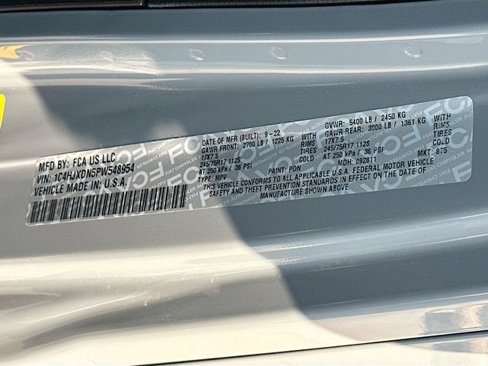 MFD BY: FCA US LLC
VIN: 1C4HJXDN5PW548954
VEHICLE MADE IN U.S.A.
DATE OF MFR (BUILT): 9-22 GVWR: 5400 LB / 2450 KG
GAWR FRONT: 2700 LB / 1225 KG WITH GAWR REAR: 3000 LB / 1361 KG WITH
17X7.5 RIMS 17X7.5 RIMS
245/75R17 112S TIRES 245/75R17 112S TIRES
AT 250 KPA / 36 PSI COLD AT 250 KPA / 36 PSI COLD
TYPE: MPV PAINT: PDN MDH: 092811 MKT: 875
THIS VEHICLE CONFORMS TO ALL APPLICABLE U.S.A. FEDERAL MOTOR VEHICLE
SAFETY AND THEFT PREVENTION STANDARDS IN EFFECT
ON THE DATE OF MANUFACTURE SHOWN ABOVE.